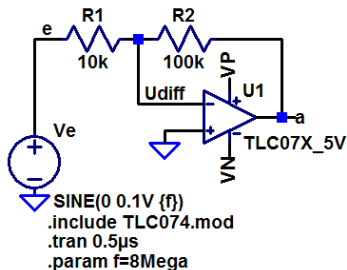 e
R1
R2
10k
100k
VP
U1
Udiff
a
Ve
VN
TLC07X_5V
SINE(0 0.1V {f})
.include TLC074.mod
.tran 0.5µs
.param f=8Mega